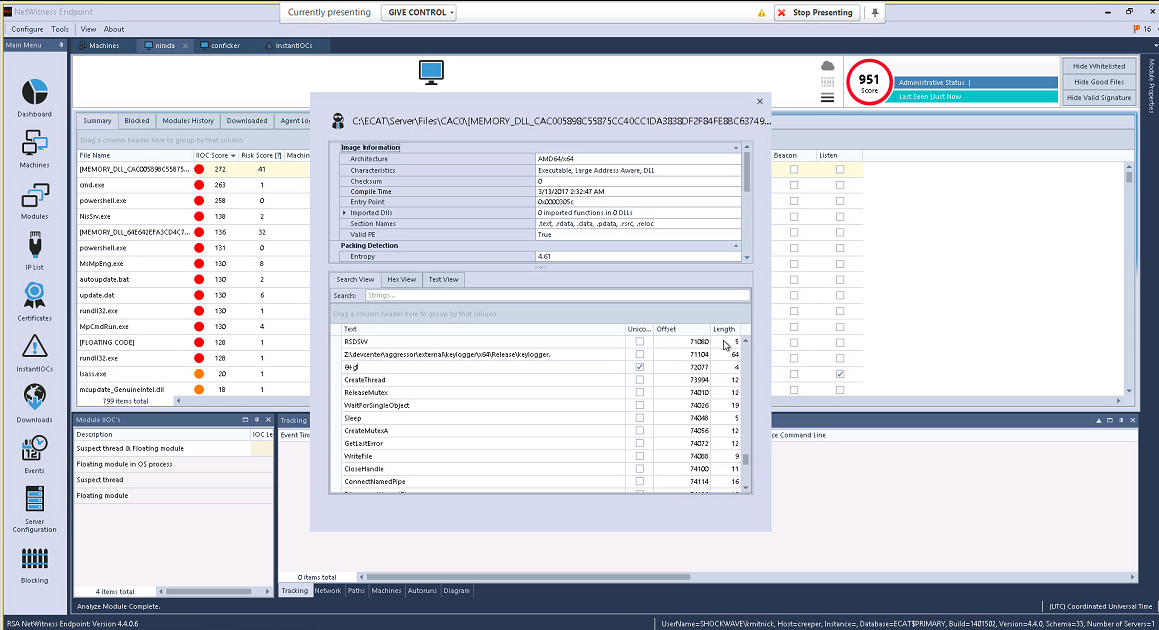 RSA NetWitness Endpoint
Currently presenting GIVE CONTROL Stop Presenting
Configure Tools View About 16
Main Menu Machines nimda conficker InstantIOCs
951
Score
Administrative Status |
Last Seen |Just Now
Hide Whitelisted
Hide Good Files
Hide Valid Signature
Module Properties
Dashboard
Machines
Modules
IP List
Certificates
InstantIOCs
Downloads
Events
Server
Configuration
Blocking
Summary Blocked Modules History Downloaded Agent Lo
Drag a column header here to group by that column
File Name IIOC Score Risk Score [?] Machin
[MEMORY_DLL_CAC005898C55875... 272 41
cmd.exe 263 1
powershell.exe 258 0
NisSrv.exe 138 2
[MEMORY_DLL_64E642EFA3CD4C7... 136 32
powershell.exe 131 0
MsMpEng.exe 130 8
autoupdate.bat 130 2
update.dat 130 6
rundll32.exe 130 1
MpCmdRun.exe 130 4
[FLOATING CODE] 128 1
rundll32.exe 128 1
lsass.exe 20 1
mcupdate_GenuineIntel.dll 18 1
799 items total
Beacon Listen
C:\ECAT\Server\Files\CAC0\[MEMORY_DLL_CAC005898C55875CC40CC1DA3838DF2F84FE8BC63749...
Image Information
Architecture AMD64/x64
Characteristics Executable, Large Address Aware, DLL
Checksum 0
Compile Time 3/13/2017 2:32:47 AM
Entry Point 0x0000305c
Imported Dlls 0 imported functions in 0 DLLs
Section Names .text, .rdata, .data, .pdata, .rsrc, .reloc
Valid PE True
Packing Detection
Entropy 4.61
Search View Hex View Text View
Search: Strings...
Drag a column header here to group by that column
Text Unico... Offset Length
RSDSW 71080 5
Z:\devcenter\aggressor\external\keylogger\x64\Release\keylogger. 71104 64
72077 4
CreateThread 73994 12
ReleaseMutex 74010 12
WaitForSingleObject 74026 19
Sleep 74048 5
CreateMutexA 74056 12
GetLastError 74072 12
WriteFile 74088 9
CloseHandle 74100 11
ConnectNamedPipe 74114 16
Module IIOC's
Description IOC Le
Suspect thread & Floating module
Floating module in OS process
Suspect thread
Floating module
4 items total
Tracking
Event Tim
ce Command Line
0 items total
Tracking Network Paths Machines Autoruns Diagram
Analyze Module Complete.
(UTC) Coordinated Universal Time
RSA NetWitness Endpoint: Version 4.4.0.6
UserName=SHOCKWAVE\kmitnick, Host=creeper, Instance=, Database=ECAT$PRIMARY, Build=1401502, Version=4.4.0, Schema=33, Number of Servers=1